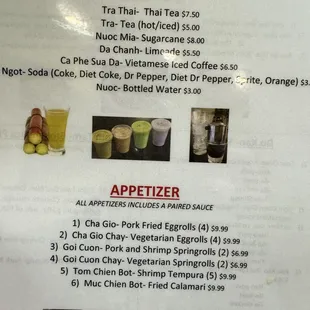 Tra Thai- Thai Tea $7.50
Tra- Tea (hot/iced) $5.00
Nuoc Mia- Sugarcane $8.00
Da Chanh- Limeade $5.50
Ca Phe Sua Da- Vietnamese Iced Coffee $6.50
Ngot- Soda (Coke, Diet Coke, Dr Pepper, Diet Dr Pepper, Sprite, Orange) $3.
Nuoc- Bottled Water $3.00
APPETIZER
ALL APPETIZERS INCLUDES A PAIRED SAUCE
1) Cha Gio- Pork Fried Eggrolls (4) $9.99
2) Cha Gio Chay- Vegetarian Eggrolls (4) $9.99
3) Goi Cuon- Pork and Shrimp Springrolls (2) $6.99
4) Goi Cuon Chay- Vegetarian Springrolls (2) $6.99
5) Tom Chien Bot- Shrimp Tempura (5) $9.99
6) Muc Chien Bot- Fried Calamari $9.99